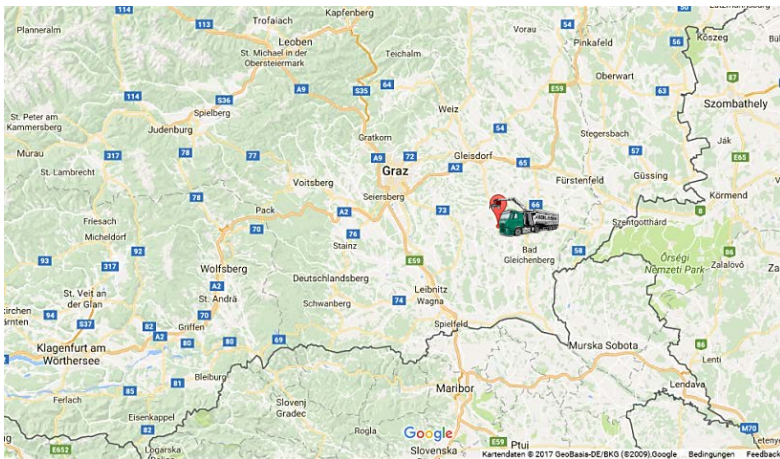 114
Kapfenberg
54
50
Trofaiach
113
Vorau
Planneralm
Leoben
Pinkafeld
56
Köszeg
St. Michael in der
Obersteiermark
Teichalm
Oberwart
87
A9
S35
64
E59
63
114
S36
Szombathely
Spielberg
Weiz
St. Peter am
Kammersberg
Judenburg
54
Stegersbach
Gratkorn
Ják
Murau
317
78
77
A9
72
Gleisdorf
57
E65
65
St. Lambrecht
Graz
A2
Fürstenfeld
Güssing
Voitsberg
78
Seiersberg
Körmend
Pack
A2
73
66
8
Friesach
Szentgotthárd
Micheldorf
70
76
Stainz
92
Bad
Gleichenberg
58
86
93
317
Wolfsberg
E59
Őrségi
Nemzeti Park
Zalalövő
A2
Deutschlandsberg
St. Veit an
der Glan
St. Andrä
Leibnitz
Wagna
74
Schwanberg
94
70
S37
82
Griffen
Spielfeld
A2
80
80
69
Klagenfurt am
Wörthersee
Murska Sobota
86
Lenti
Bleiburg
81
85
Maribor
Lendava
Ferlach
Slovenj
Gradec
Eisenkappel
82
M70
Rogla
Google
E59
Ptuj
E652
Logarska
Slovenska
Kartendaten © 2017 GeoBasis-DE/BKG (©2009),Google Bedingungen